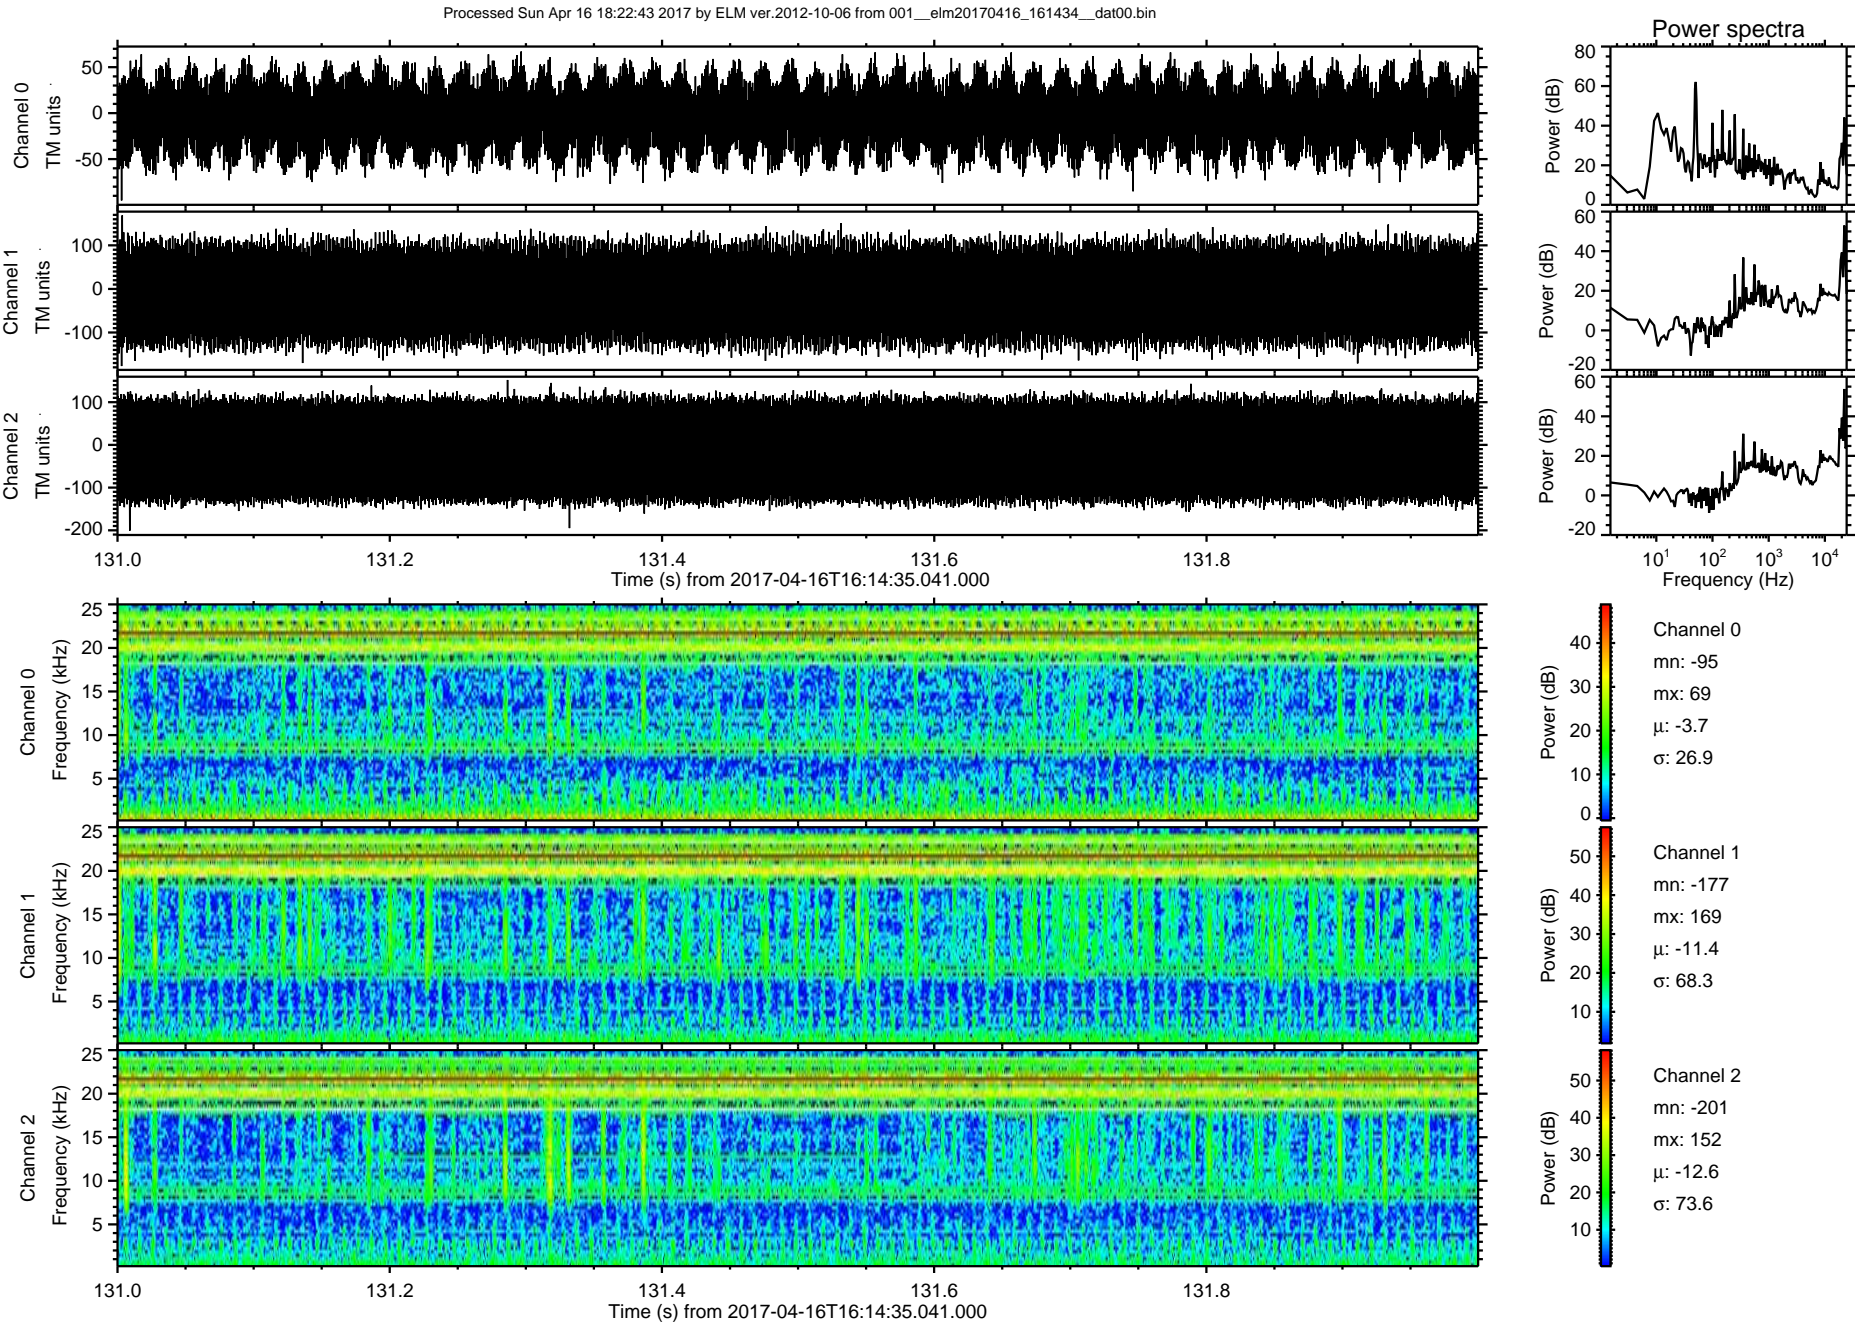 Processed Sun Apr 16 18:22:43 2017 by ELM ver.2012-10-06 from 001__elm20170416_161434__dat00.bin
Power spectra
Channel 0
TM units
50
0
-50
Power (dB)
80
60
40
20
0
Channel 1
TM units
100
0
-100
Power (dB)
60
40
20
0
-20
Channel 2
TM units
100
0
-100
-200
Power (dB)
60
40
20
0
-20
131.0 131.2 131.4 131.6 131.8
Time (s) from 2017-04-16T16:14:35.041.000
10¹ 10² 10³ 10⁴
Frequency (Hz)
Channel 0
Frequency (kHz)
25
20
15
10
5
Power (dB)
40
30
20
10
0
Channel 0
mn: -95
mx: 69
μ: -3.7
σ: 26.9
Channel 1
Frequency (kHz)
25
20
15
10
5
Power (dB)
50
40
30
20
10
Channel 1
mn: -177
mx: 169
μ: -11.4
σ: 68.3
Channel 2
Frequency (kHz)
25
20
15
10
5
Power (dB)
50
40
30
20
10
Channel 2
mn: -201
mx: 152
μ: -12.6
σ: 73.6
131.0 131.2 131.4 131.6 131.8
Time (s) from 2017-04-16T16:14:35.041.000